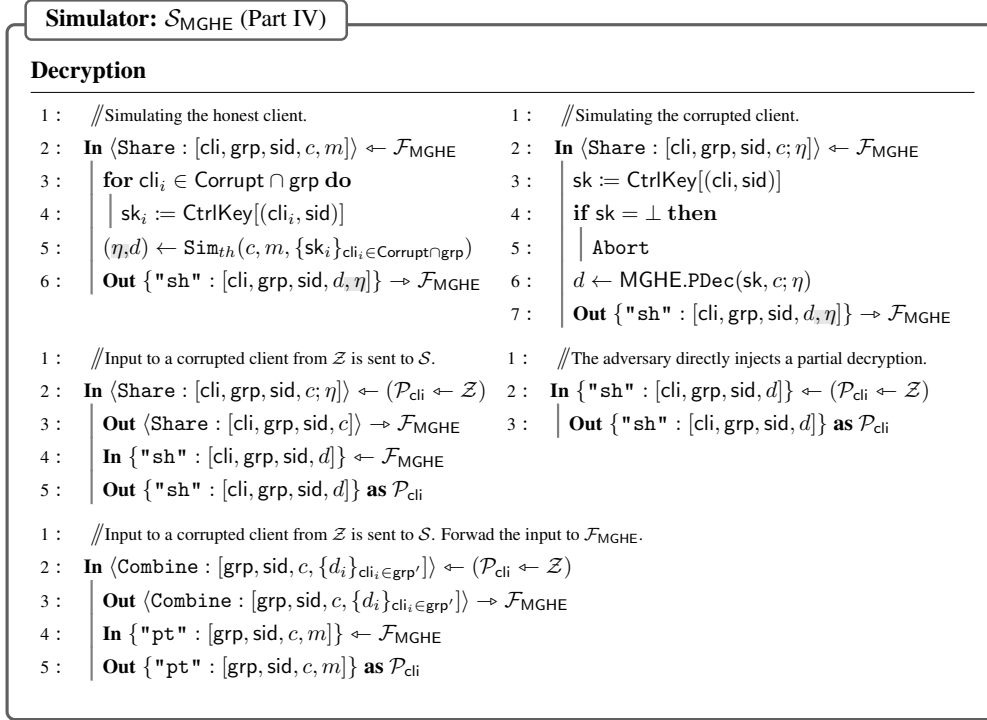 Simulator: 𝒮_MGHE (Part IV)
Decryption
1 : //Simulating the honest client.
2 : In ⟨Share : [cli, grp, sid, c, m]⟩ ↞ ℱ_MGHE
3 : for cli_i ∈ Corrupt ∩ grp do
4 : sk_i := CtrlKey[(cli_i, sid)]
5 : (η,d) ← Sim_th(c, m, {sk_i}_{cli_i∈Corrupt∩grp})
6 : Out {"sh" : [cli, grp, sid, d, η]} ↠ ℱ_MGHE
1 : //Simulating the corrupted client.
2 : In ⟨Share : [cli, grp, sid, c; η]⟩ ↞ ℱ_MGHE
3 : sk := CtrlKey[(cli, sid)]
4 : if sk = ⊥ then
5 : Abort
6 : d ← MGHE.PDec(sk, c; η)
7 : Out {"sh" : [cli, grp, sid, d, η]} ↠ ℱ_MGHE
1 : //Input to a corrupted client from 𝒵 is sent to 𝒮.
2 : In ⟨Share : [cli, grp, sid, c; η]⟩ ↞ (𝒫_cli ↞ 𝒵)
3 : Out ⟨Share : [cli, grp, sid, c]⟩ ↠ ℱ_MGHE
4 : In {"sh" : [cli, grp, sid, d]} ↞ ℱ_MGHE
5 : Out {"sh" : [cli, grp, sid, d]} as 𝒫_cli
1 : //The adversary directly injects a partial decryption.
2 : In {"sh" : [cli, grp, sid, d]} ↞ (𝒫_cli ↞ 𝒵)
3 : Out {"sh" : [cli, grp, sid, d]} as 𝒫_cli
1 : //Input to a corrupted client from 𝒵 is sent to 𝒮. Forwad the input to ℱ_MGHE.
2 : In ⟨Combine : [grp, sid, c, {d_i}_{cli_i∈grp′}]⟩ ↞ (𝒫_cli ↞ 𝒵)
3 : Out ⟨Combine : [grp, sid, c, {d_i}_{cli_i∈grp′}]⟩ ↠ ℱ_MGHE
4 : In {"pt" : [grp, sid, c, m]} ↞ ℱ_MGHE
5 : Out {"pt" : [grp, sid, c, m]} as 𝒫_cli